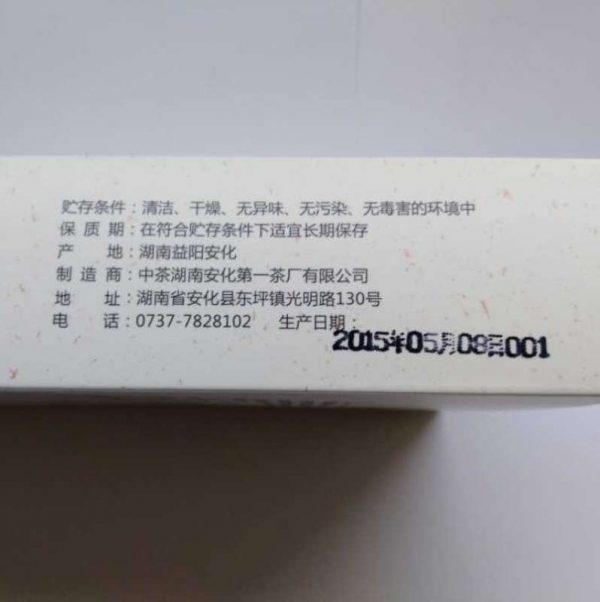 贮存条件：清洁、干燥、无异味、无污染、无毒害的环境中
保 质 期：在符合贮存条件下适宜长期保存
产 地：湖南益阳安化
制 造 商：中茶湖南安化第一茶厂有限公司
地 址：湖南省安化县东坪镇光明路130号
电 话：0737-7828102 生产日期：
2015年05月08日001